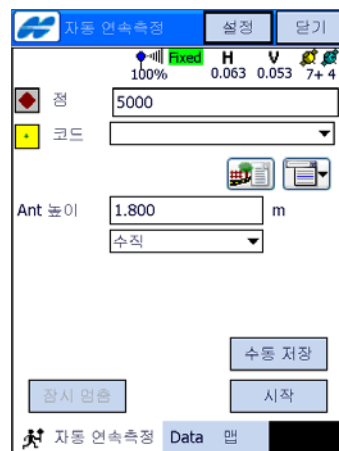 자동 연속측정 설정 닫기
Fixed H V
100% 0.063 0.053 7+ 4
점 5000
코드
Ant 높이 1.800 m
수직
수동 저장
잠시 멈춤 시작
자동 연속측정 Data 맵